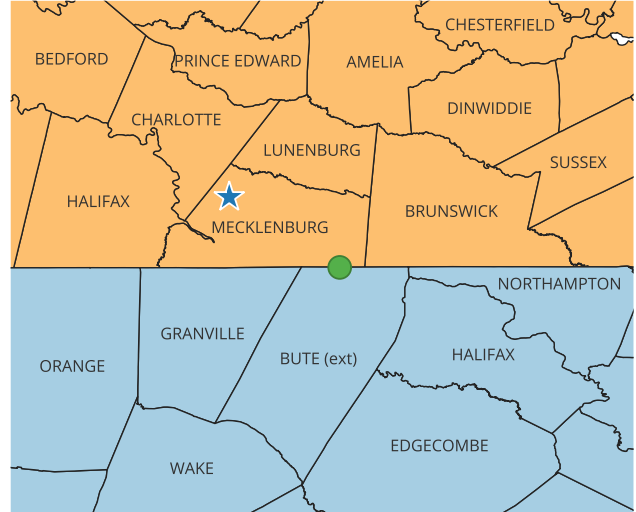 CHESTERFIELD
BEDFORD
PRINCE EDWARD
AMELIA
DINWIDDIE
CHARLOTTE
LUNENBURG
SUSSEX
HALIFAX
BRUNSWICK
MECKLENBURG
NORTHAMPTON
GRANVILLE
BUTE (ext)
HALIFAX
ORANGE
EDGECOMBE
WAKE